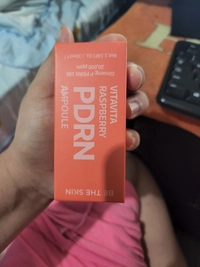 VITAVITA
RASPBERRY
PDRN
AMPOULE
BE THE SKIN